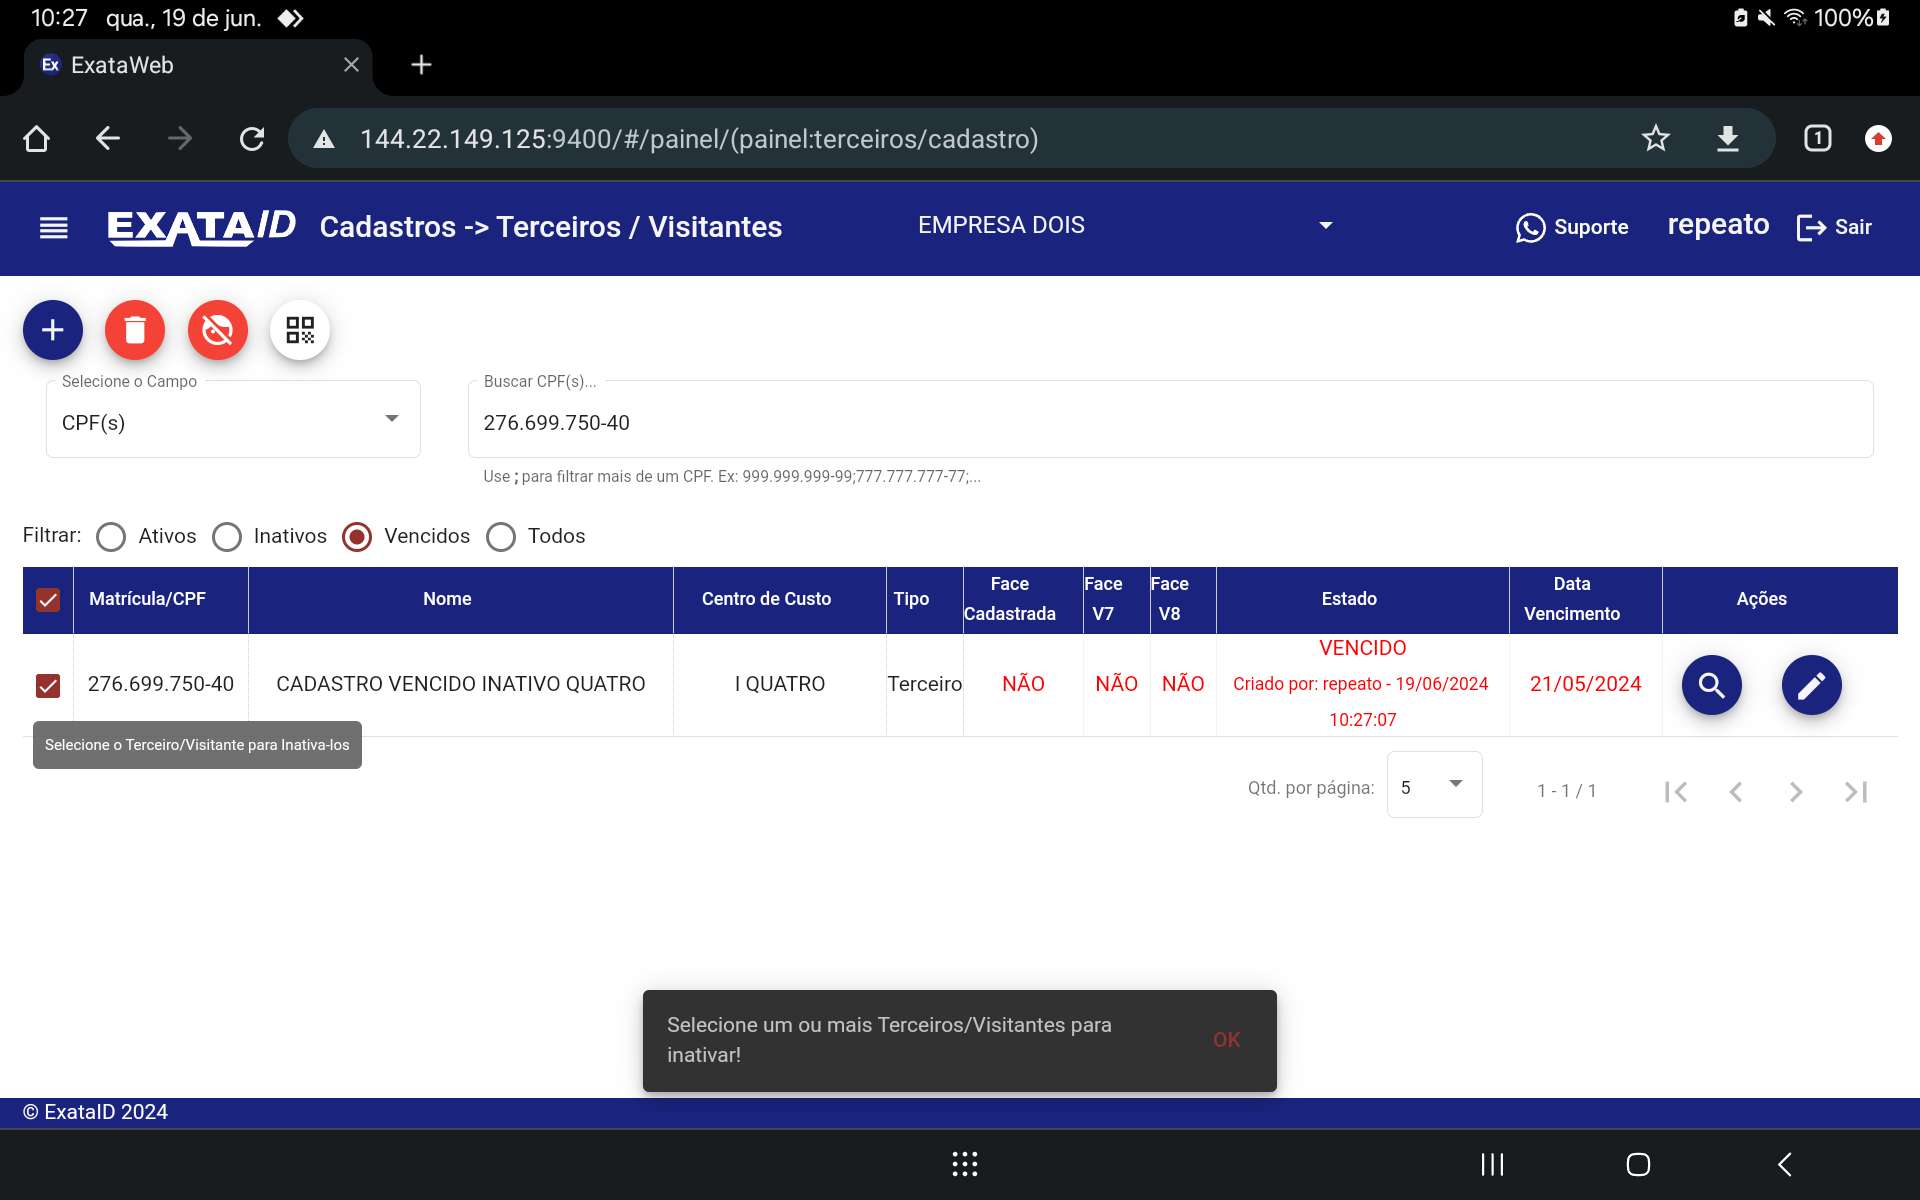 10:27 qua., 19 de jun. 100%
Ex ExataWeb
144.22.149.125:9400/#/painel/(painel:terceiros/cadastro) 1
EXATAID Cadastros -> Terceiros / Visitantes EMPRESA DOIS Suporte repeato Sair
Selecione o Campo Buscar CPF(s)...
CPF(s) 276.699.750-40
Use ; para filtrar mais de um CPF. Ex: 999.999.999-99;777.777.777-77;...
Filtrar: Ativos Inativos Vencidos Todos
Matrícula/CPF Nome Centro de Custo Tipo Face Cadastrada Face V7 Face V8 Estado Data Vencimento Ações
276.699.750-40 CADASTRO VENCIDO INATIVO QUATRO I QUATRO Terceiro NÃO NÃO NÃO VENCIDO Criado por: repeato - 19/06/2024 10:27:07 21/05/2024
Selecione o Terceiro/Visitante para Inativa-los
Qtd. por página: 5 1 - 1 / 1
Selecione um ou mais Terceiros/Visitantes para
inativar!
OK
© ExataID 2024